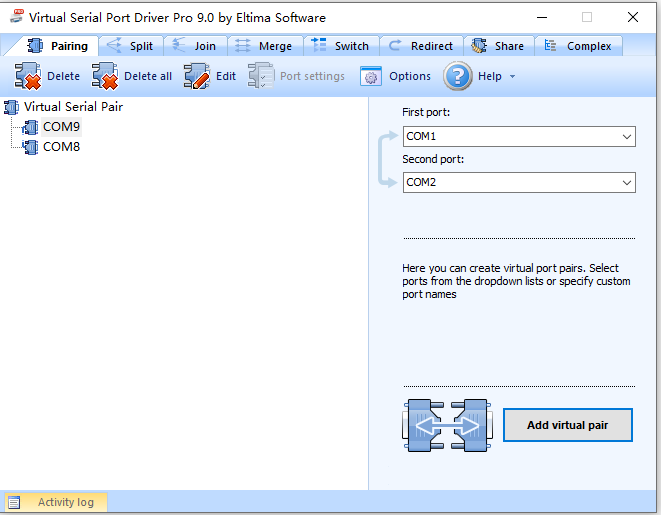 Virtual Serial Port Driver Pro 9.0 by Eltima Software
Pairing Split Join Merge Switch Redirect Share Complex
Delete Delete all Edit Port settings Options Help
Virtual Serial Pair
COM9
COM8
First port:
COM1
Second port:
COM2
Here you can create virtual port pairs. Select
ports from the dropdown lists or specify custom
port names
Add virtual pair
Activity log